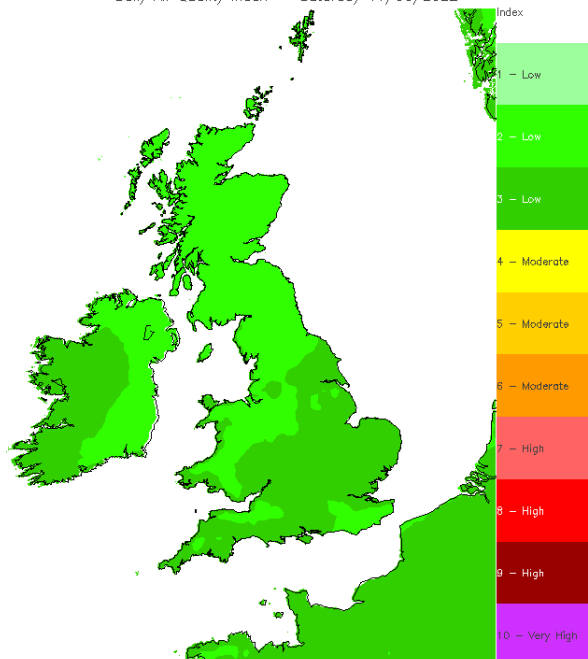 Index
1 - Low
2 - Low
3 - Low
4 - Moderate
5 - Moderate
6 - Moderate
7 - High
8 - High
9 - High
10 - Very High